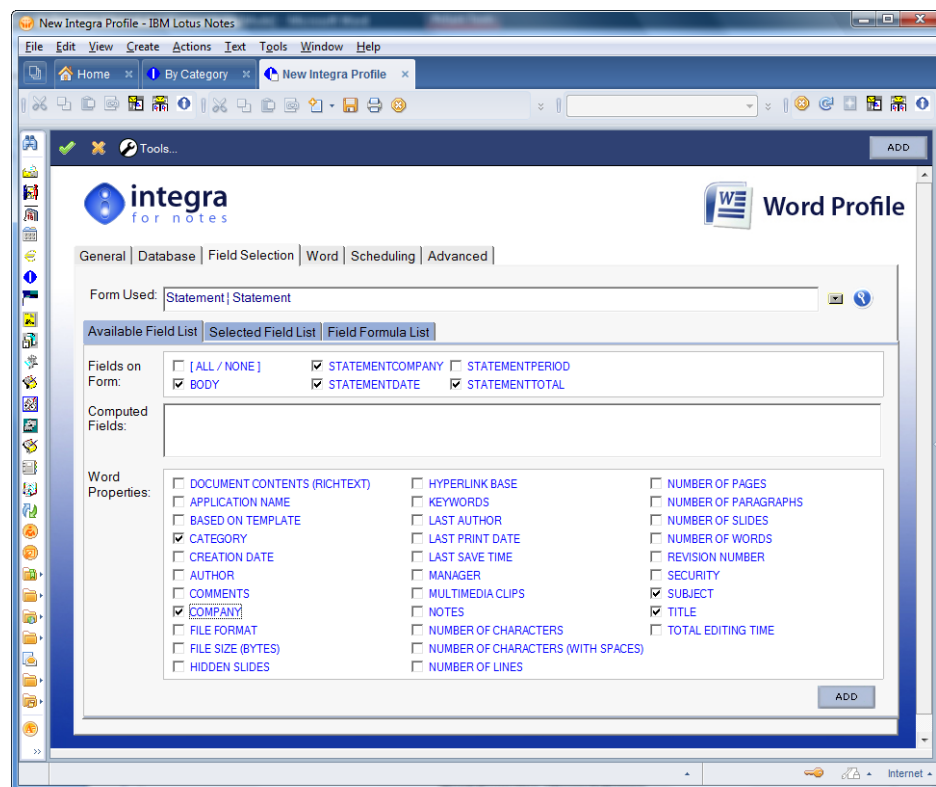 New Integra Profile - IBM Lotus Notes
File Edit View Create Actions Text Tools Window Help
Home By Category New Integra Profile
Tools... ADD
integra
for notes
Word Profile
General Database Field Selection Word Scheduling Advanced
Form Used: Statement | Statement
Available Field List Selected Field List Field Formula List
Fields on Form: [ ALL / NONE ] STATEMENTCOMPANY STATEMENTPERIOD
BODY STATEMENTDATE STATEMENTTOTAL
Computed Fields:
Word Properties: DOCUMENT CONTENTS (RICHTEXT) HYPERLINK BASE NUMBER OF PAGES
APPLICATION NAME KEYWORDS NUMBER OF PARAGRAPHS
BASED ON TEMPLATE LAST AUTHOR NUMBER OF SLIDES
CATEGORY LAST PRINT DATE NUMBER OF WORDS
CREATION DATE LAST SAVE TIME REVISION NUMBER
AUTHOR MANAGER SECURITY
COMMENTS MULTIMEDIA CLIPS SUBJECT
COMPANY NOTES TITLE
FILE FORMAT NUMBER OF CHARACTERS TOTAL EDITING TIME
FILE SIZE (BYTES) NUMBER OF CHARACTERS (WITH SPACES)
HIDDEN SLIDES NUMBER OF LINES
ADD
Internet